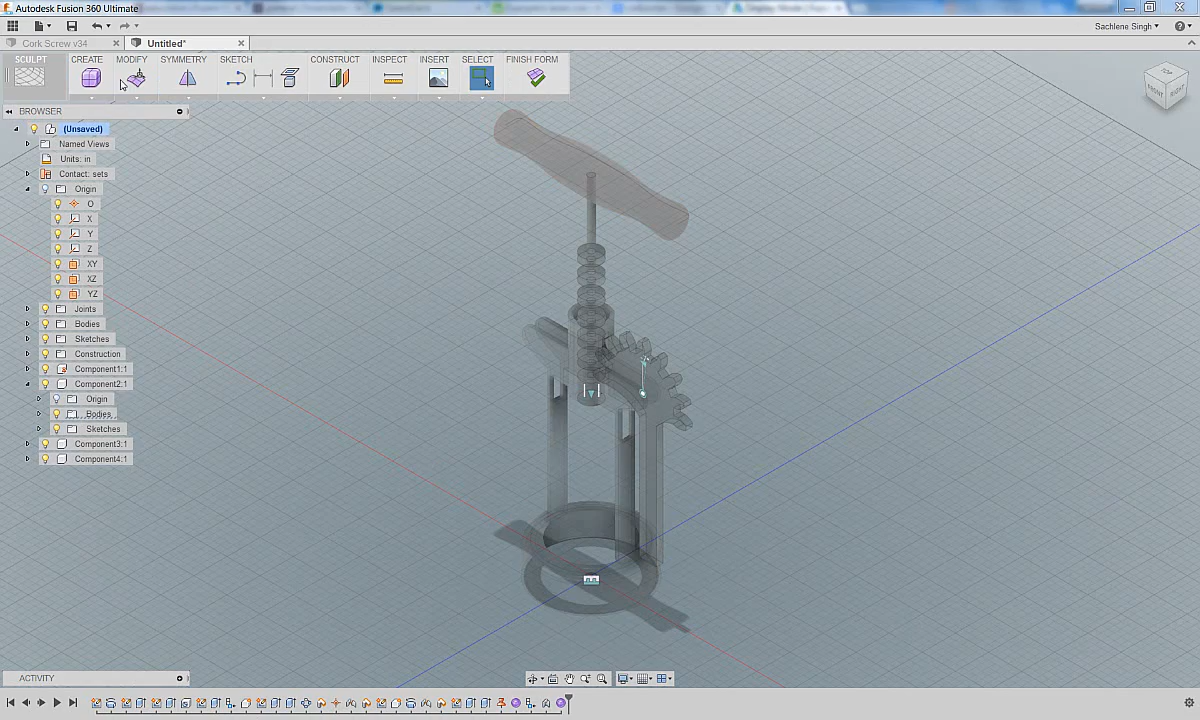 Autodesk Fusion 360 Ultimate
Sachlene Singh
Cork Screw v34
Untitled*
SCULPT
CREATE
MODIFY
SYMMETRY
SKETCH
CONSTRUCT
INSPECT
INSERT
SELECT
FINISH FORM
BROWSER
(Unsaved)
Named Views
Units: in
Contact: sets
Origin
O
X
Y
Z
XY
XZ
YZ
Joints
Bodies
Sketches
Construction
Component1:1
Component2:1
Origin
Bodies
Sketches
Component3:1
Component4:1
FRONT
RIGHT
ACTIVITY